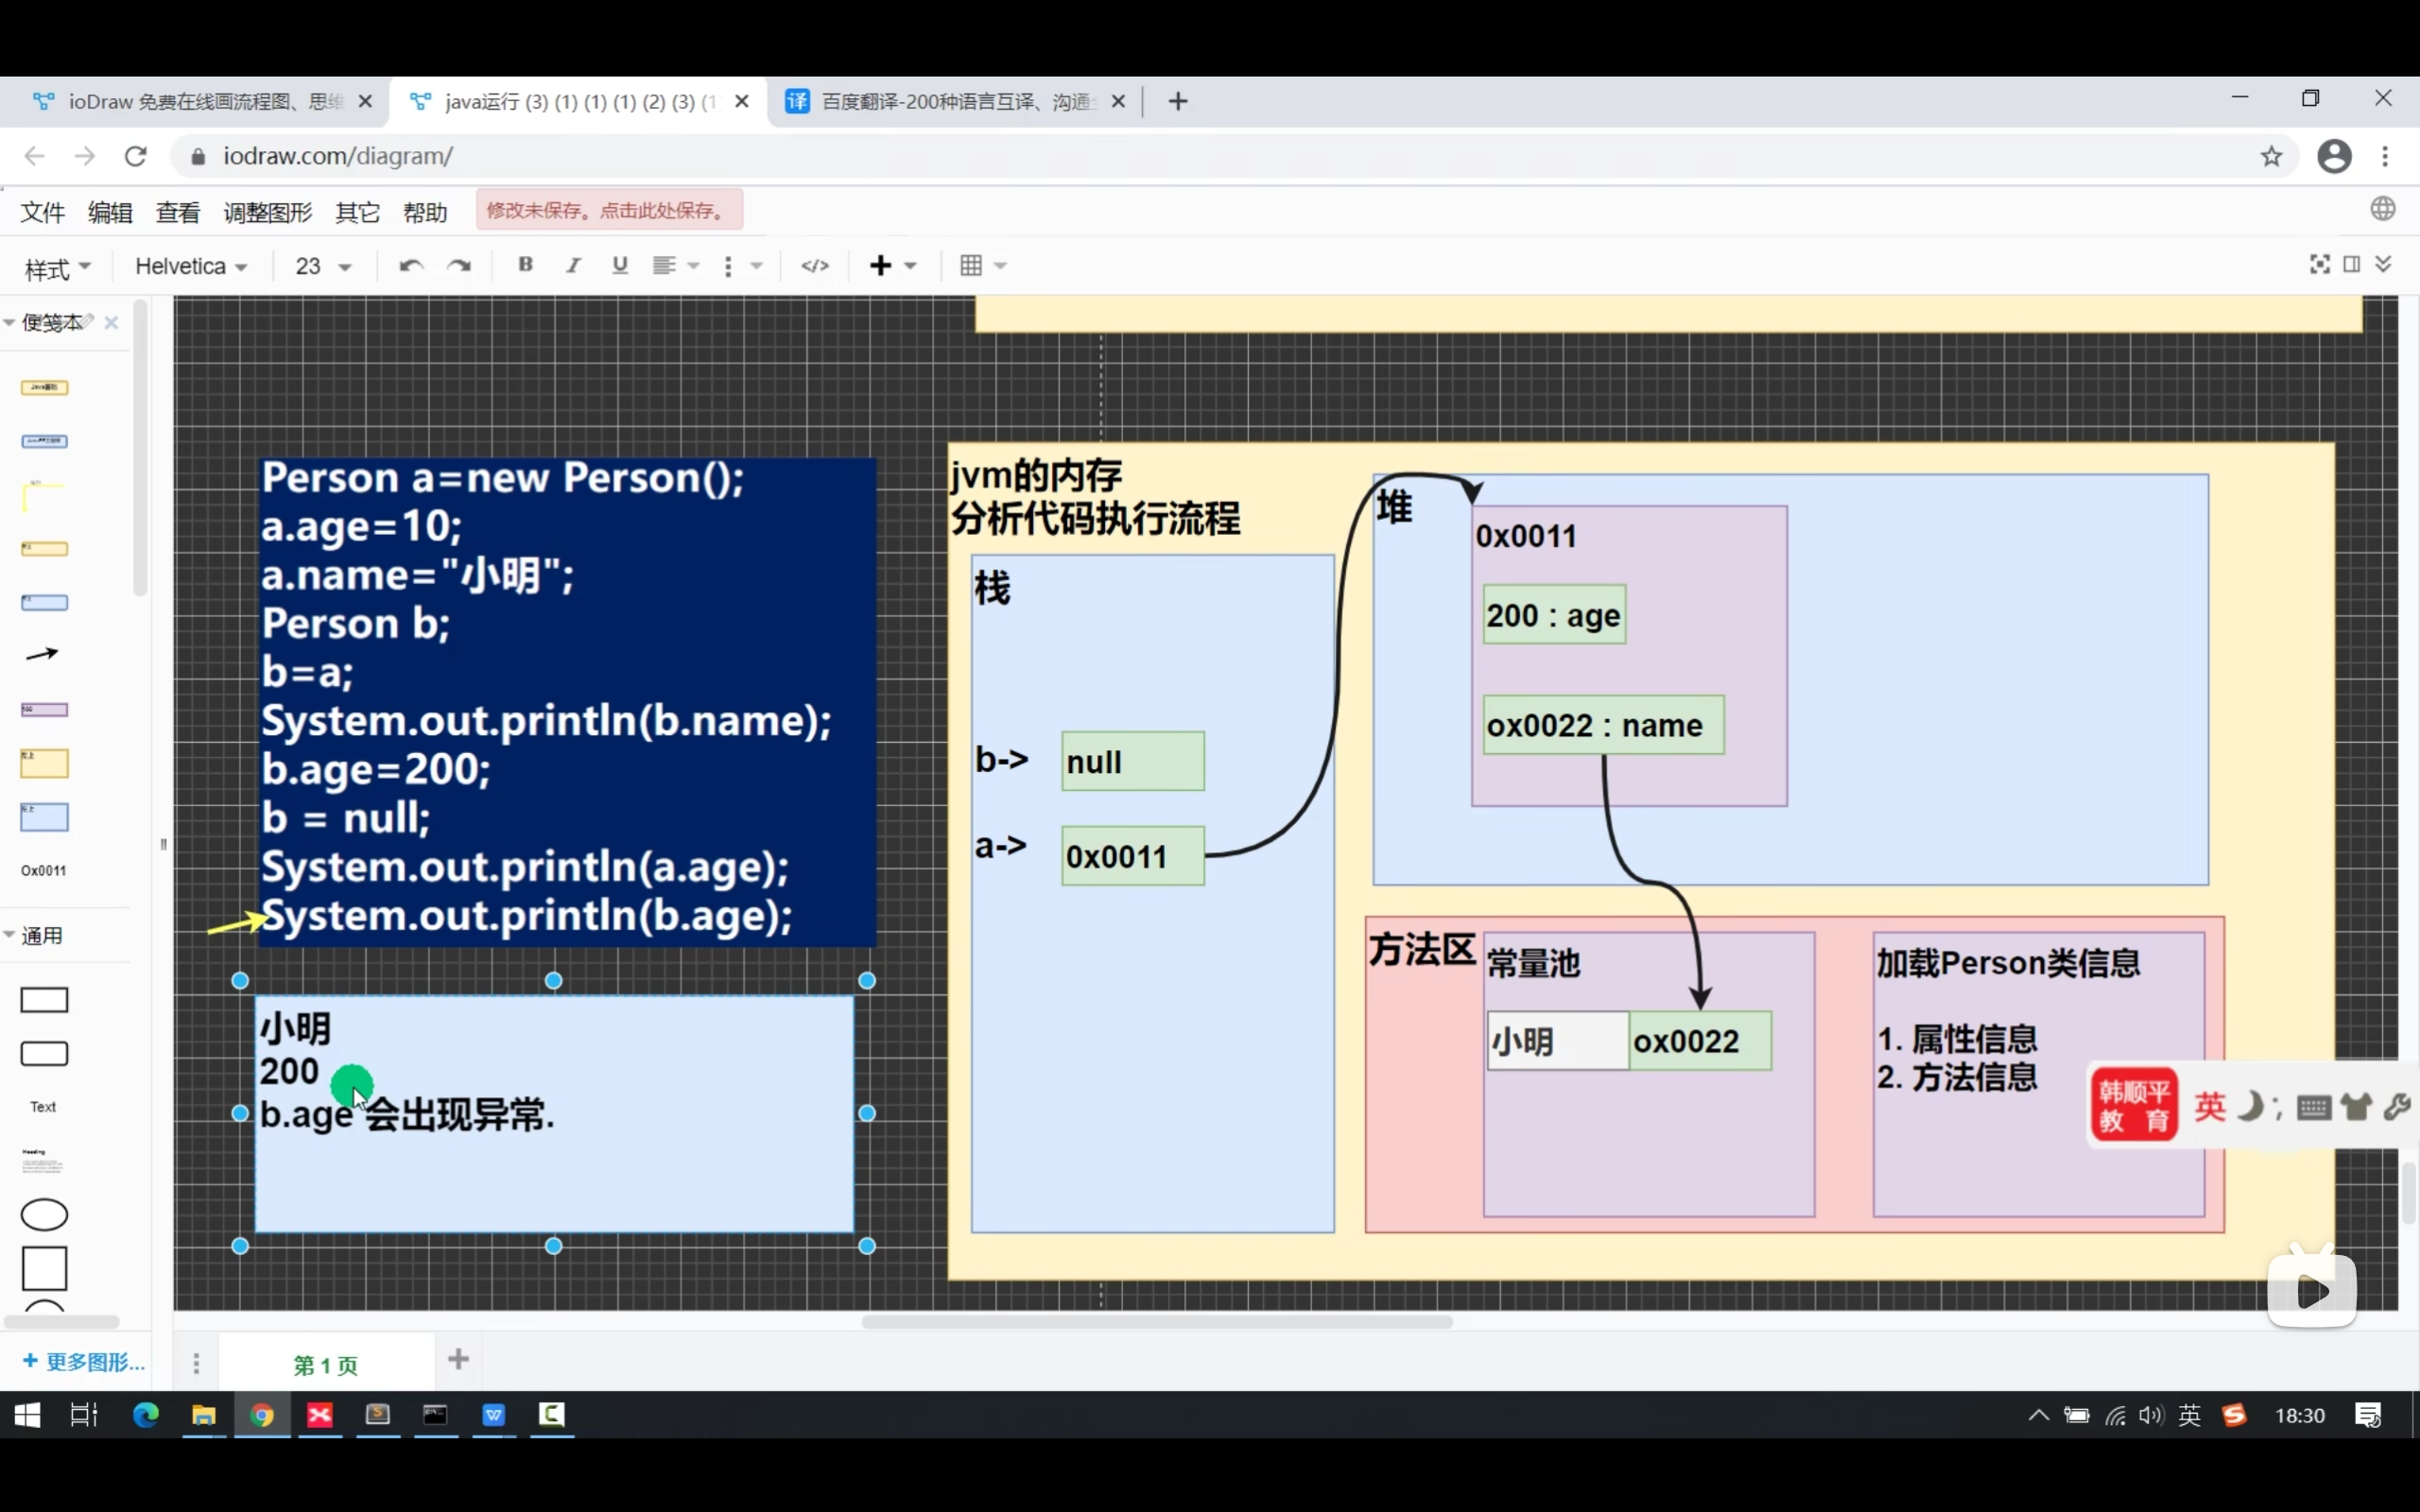 ioDraw 免费在线画流程图、思维
java运行 (3) (1) (1) (1) (2) (3) (1
译 百度翻译-200种语言互译、沟通全
iodraw.com/diagram/
文件 编辑 查看 调整图形 其它 帮助 修改未保存。点击此处保存。
样式 Helvetica 23 B I U
便笺本
Ox0011
通用
Text
Heading
更多图形...
Person a=new Person();
a.age=10;
a.name="小明";
Person b;
b=a;
System.out.println(b.name);
b.age=200;
b = null;
System.out.println(a.age);
System.out.println(b.age);
小明
200
b.age 会出现异常.
jvm的内存
分析代码执行流程
栈
b-> null
a-> 0x0011
堆
0x0011
200 : age
ox0022 : name
方法区
常量池
小明 ox0022
加载Person类信息
1. 属性信息
2. 方法信息
韩顺平
教 育
英
第 1 页
英 18:30